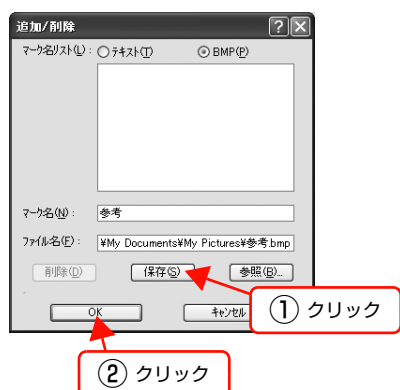 追加/削除
マーク名リスト(L): テキスト(T) BMP(P)
マーク名(N): 参考
ファイル名(F): ¥My Documents¥My Pictures¥参考.bmp
削除(D) 保存(S) 参照(B)...
OK キャンセル
① クリック
② クリック